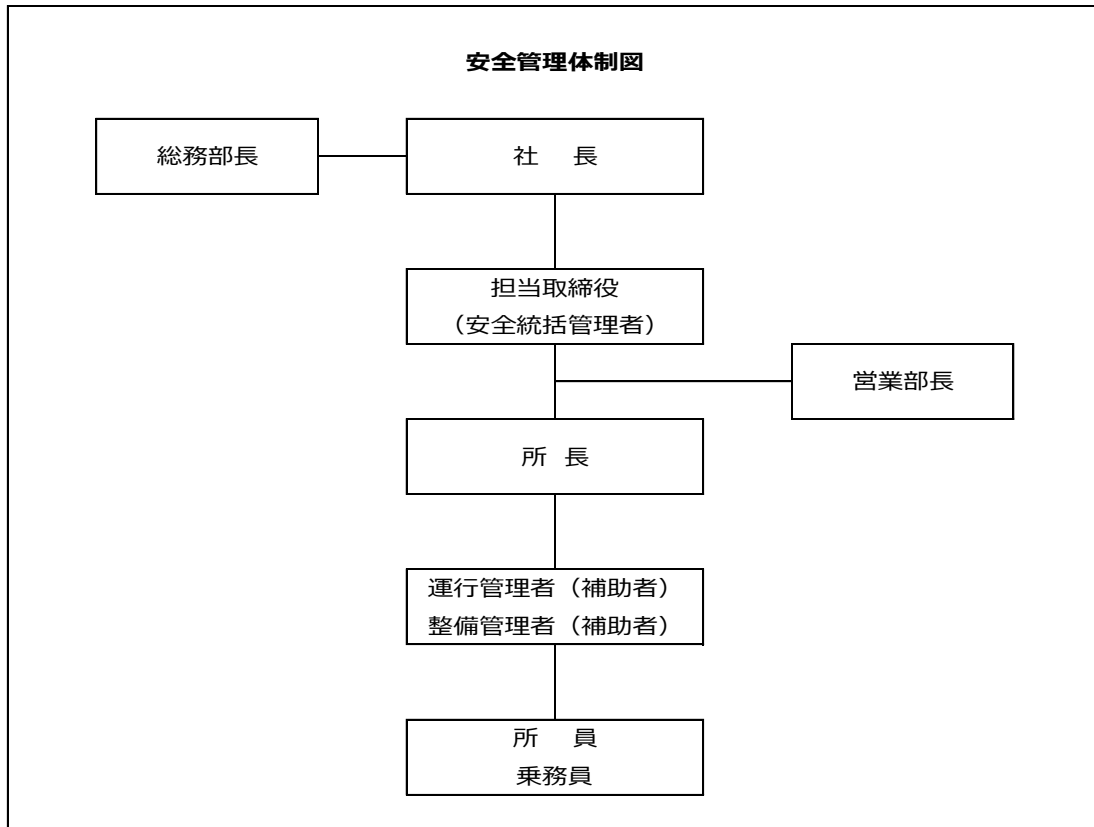 安全管理体制図
総務部長
社 長
担当取締役
（安全統括管理者）
営業部長
所 長
運行管理者（補助者）
整備管理者（補助者）
所 員
乗務員